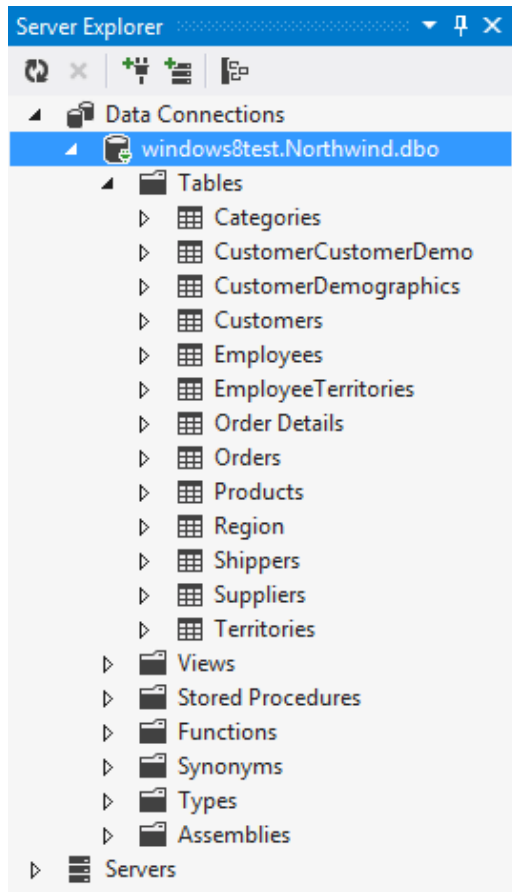 Server Explorer
Data Connections
windows8test.Northwind.dbo
Tables
Categories
CustomerCustomerDemo
CustomerDemographics
Customers
Employees
EmployeeTerritories
Order Details
Orders
Products
Region
Shippers
Suppliers
Territories
Views
Stored Procedures
Functions
Synonyms
Types
Assemblies
Servers